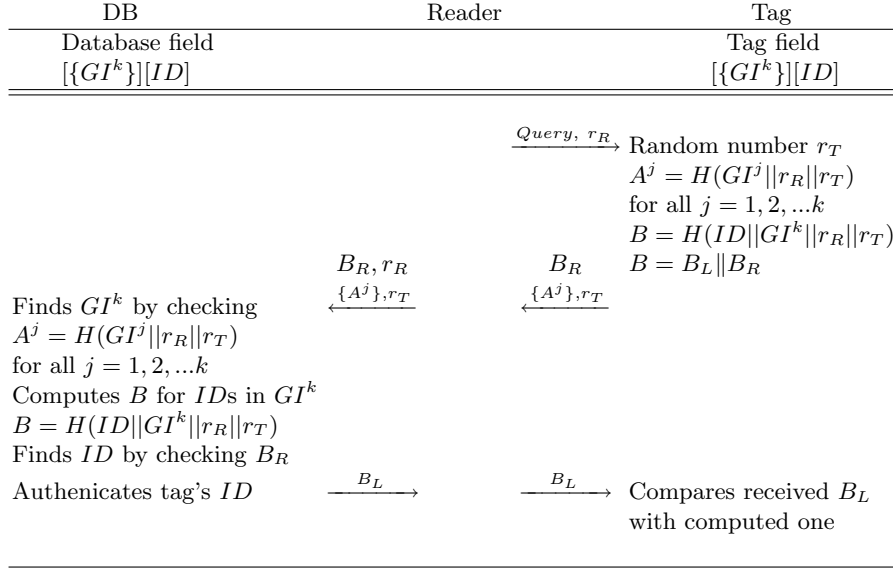 DB Reader Tag
Database field Tag field
[{GI^k}][ID] [{GI^k}][ID]
Query, r_R Random number r_T
A^j = H(GI^j||r_R||r_T)
for all j = 1, 2, ...k
B = H(ID||GI^k||r_R||r_T)
B_R, r_R B_R B = B_L||B_R
Finds GI^k by checking {A^j},r_T {A^j},r_T
A^j = H(GI^j||r_R||r_T)
for all j = 1, 2, ...k
Computes B for IDs in GI^k
B = H(ID||GI^k||r_R||r_T)
Finds ID by checking B_R
Authenicates tag's ID B_L B_L Compares received B_L
with computed one